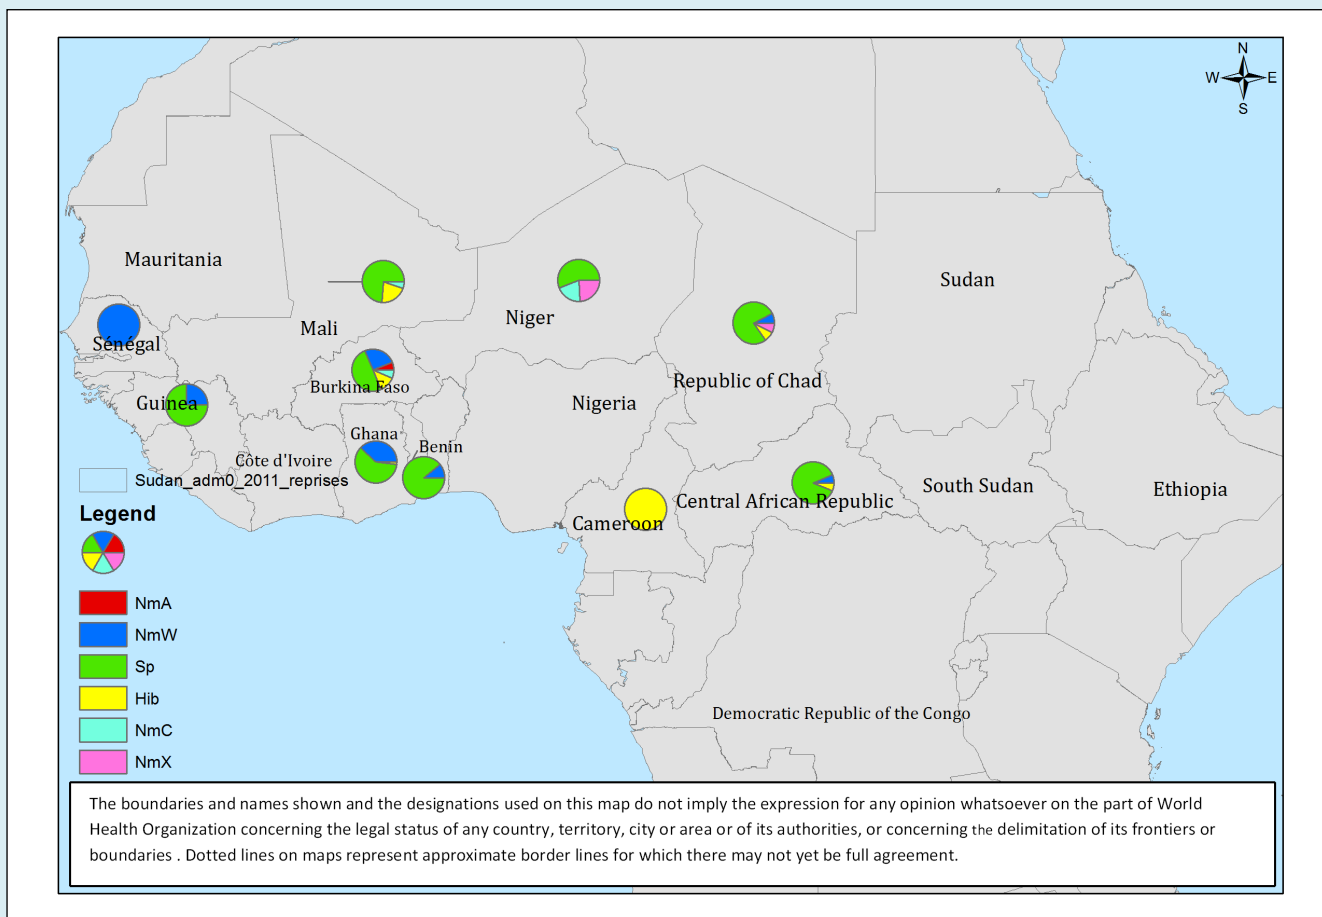 N
W E
S
Mauritania
Sudan
Niger
Mali
Sénégal
Republic of Chad
Burkina Faso
Guinea
Nigeria
Ghana
Benin
Côte d'Ivoire
Sudan_adm0_2011_reprises
South Sudan
Ethiopia
Central African Republic
Cameroon
Legend
NmA
NmW
Sp
Hib
NmC
NmX
Democratic Republic of the Congo
The boundaries and names shown and the designations used on this map do not imply the expression for any opinion whatsoever on the part of World
Health Organization concerning the legal status of any country, territory, city or area or of its authorities, or concerning the delimitation of its frontiers or
boundaries . Dotted lines on maps represent approximate border lines for which there may not yet be full agreement.